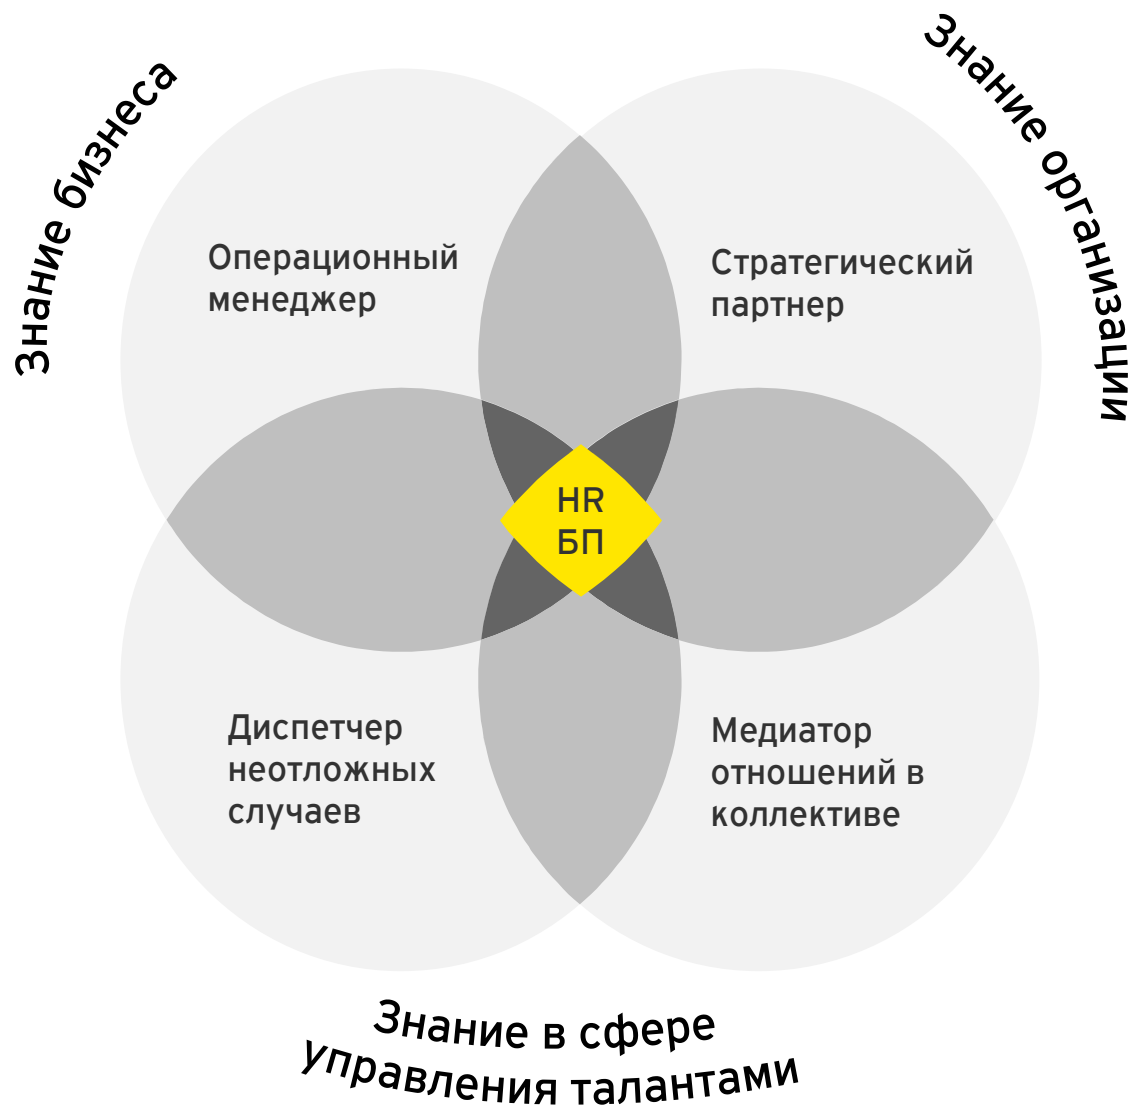 Знание бизнеса
Знание организации
Операционный
менеджер
Стратегический
партнер
HR
БП
Диспетчер
неотложных
случаев
Медиатор
отношений в
коллективе
Знание в сфере
управления талантами